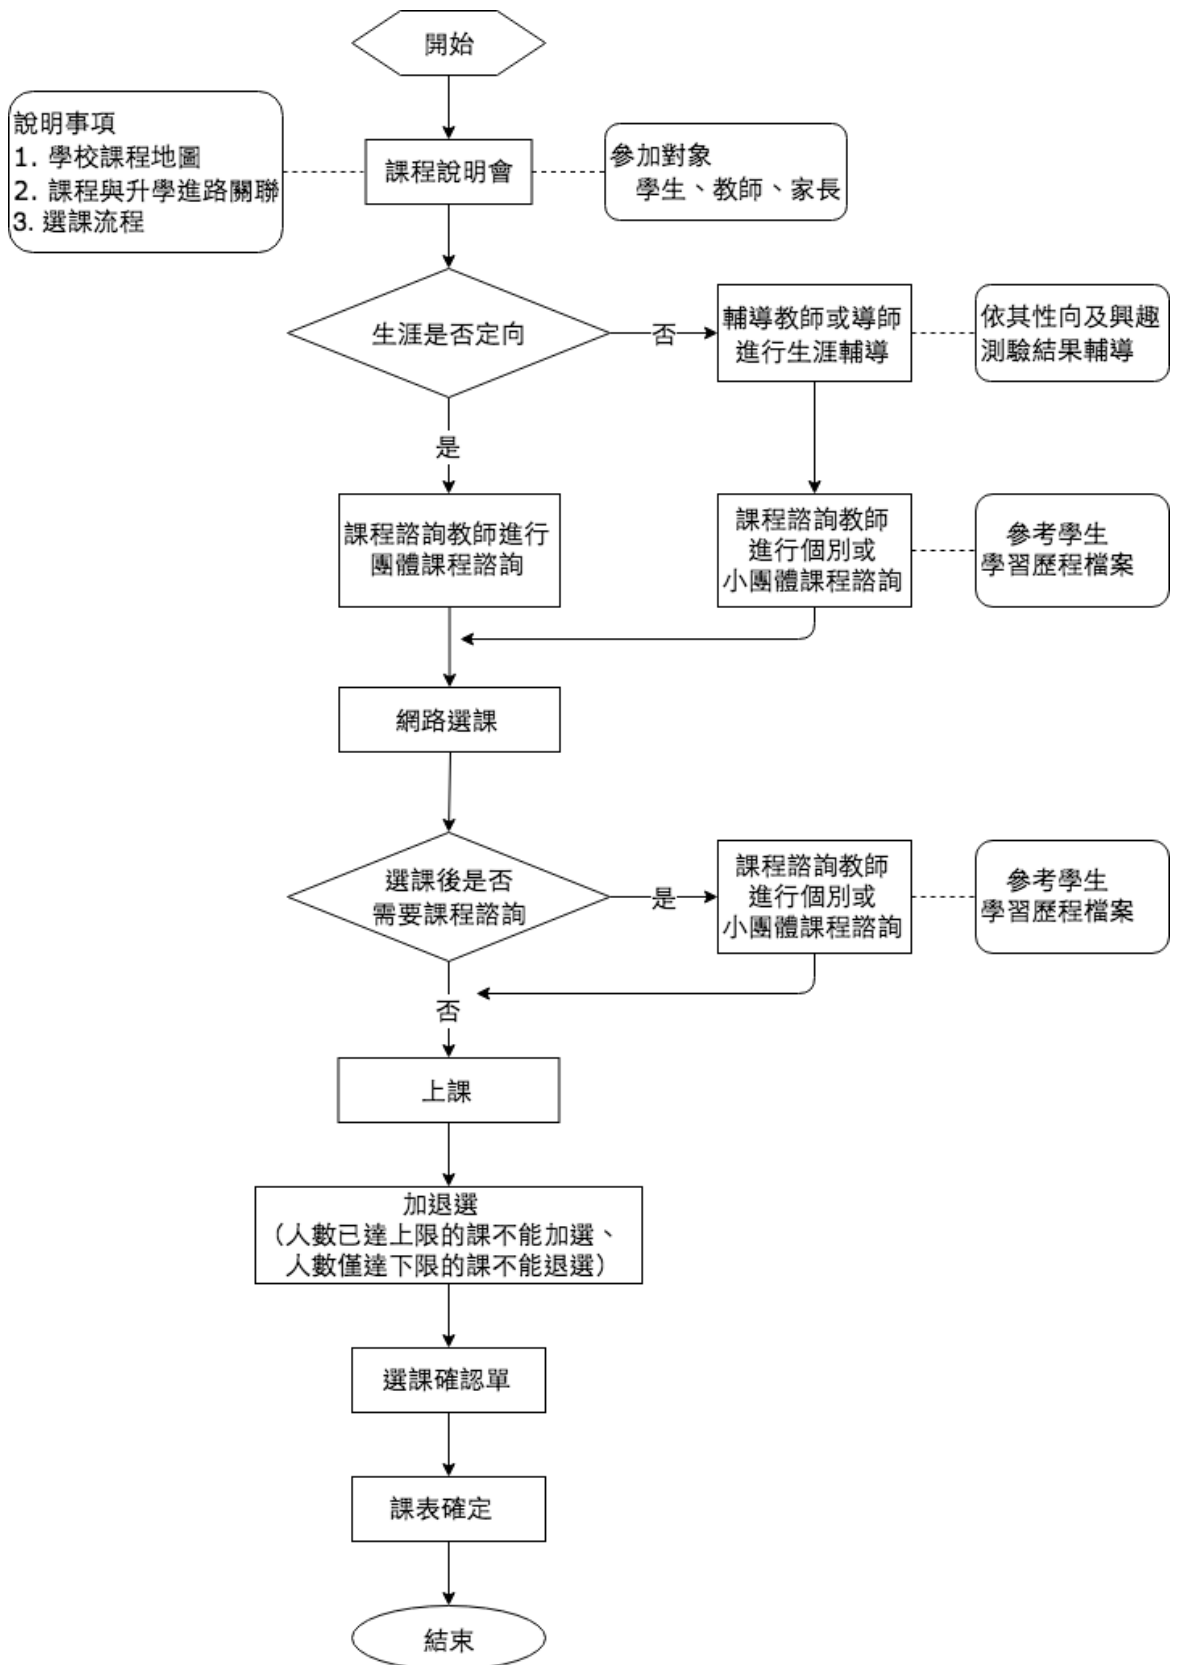 開始
說明事項
1. 學校課程地圖
2. 課程與升學進路關聯
3. 選課流程
課程說明會
參加對象
學生、教師、家長
生涯是否定向
否
輔導教師或導師
進行生涯輔導
依其性向及興趣
測驗結果輔導
是
課程諮詢教師進行
團體課程諮詢
課程諮詢教師
進行個別或
小團體課程諮詢
參考學生
學習歷程檔案
網路選課
選課後是否
需要課程諮詢
是
課程諮詢教師
進行個別或
小團體課程諮詢
參考學生
學習歷程檔案
否
上課
加退選
（人數已達上限的課不能加選、
人數僅達下限的課不能退選）
選課確認單
課表確定
結束